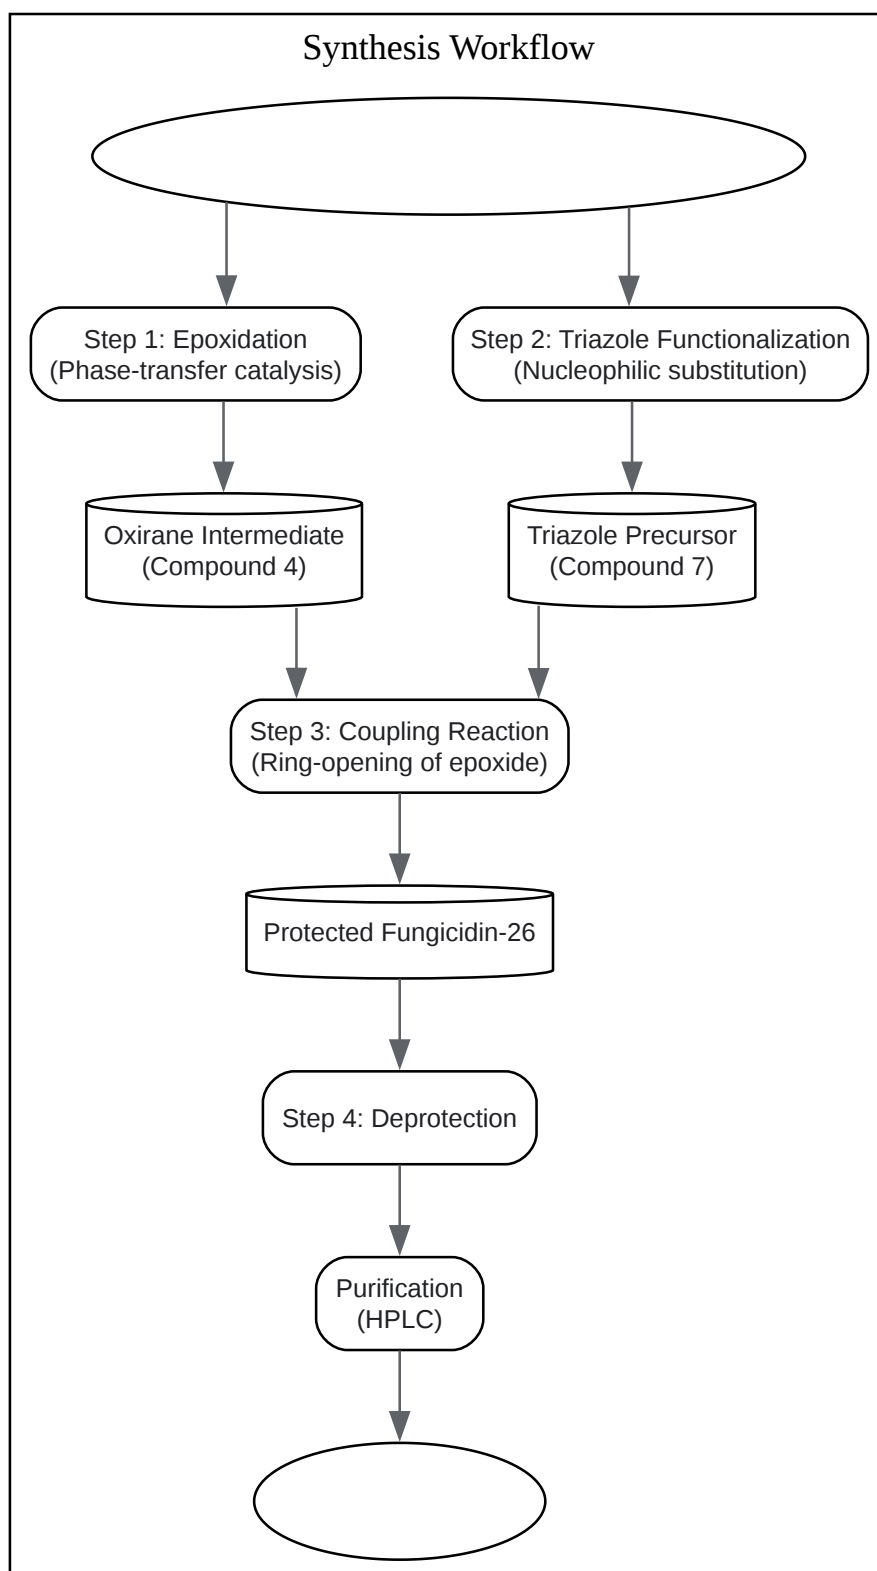 Synthesis Workflow
Step 1: Epoxidation
(Phase-transfer catalysis)
Step 2: Triazole Functionalization
(Nucleophilic substitution)
Oxirane Intermediate
(Compound 4)
Triazole Precursor
(Compound 7)
Step 3: Coupling Reaction
(Ring-opening of epoxide)
Protected Fungicidin-26
Step 4: Deprotection
Purification
(HPLC)